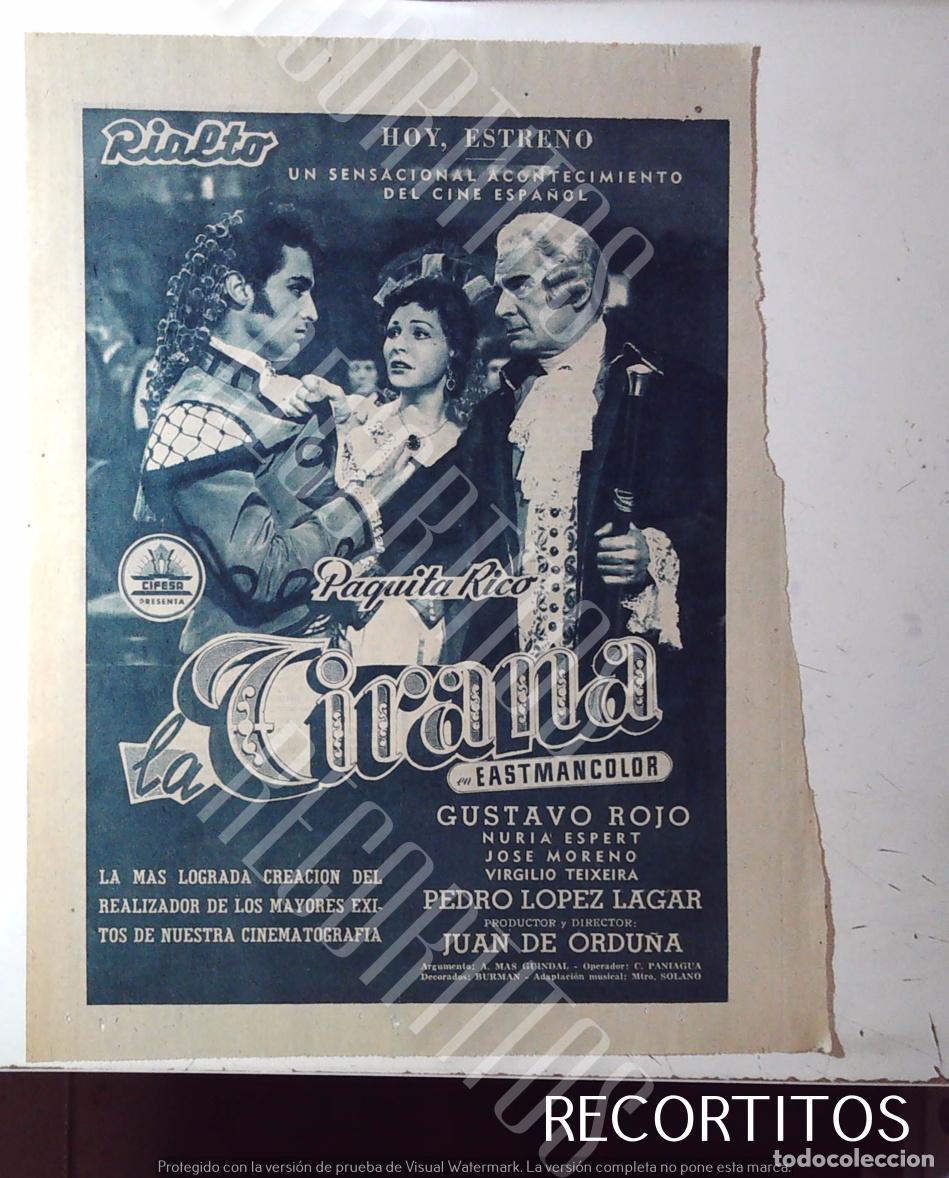 Rialto
HOY, ESTRENO
UN SENSACIONAL ACONTECIMIENTO
DEL CINE ESPAÑOL
CIFESA
PRESENTA
Paquita Rico
la Tirana
en EASTMANCOLOR
GUSTAVO ROJO
NURIA ESPERT
JOSE MORENO
VIRGILIO TEIXEIRA
PEDRO LOPEZ LAGAR
PRODUCTOR y DIRECTOR:
JUAN DE ORDUÑA
Argumento: A. MAS GUINDAL - Operador: C. PANIAGUA
Decorados: BURMAN - Adaptación musical: Mtro. SOLANO
LA MAS LOGRADA CREACION DEL
REALIZADOR DE LOS MAYORES EXI-
TOS DE NUESTRA CINEMATOGRAFIA
RECORTITOS
RECORTITOS
RECORTITOS
RECORTITOS
todocoleccion
Protegido con la versión de prueba de Visual Watermark. La versión completa no pone esta marca.